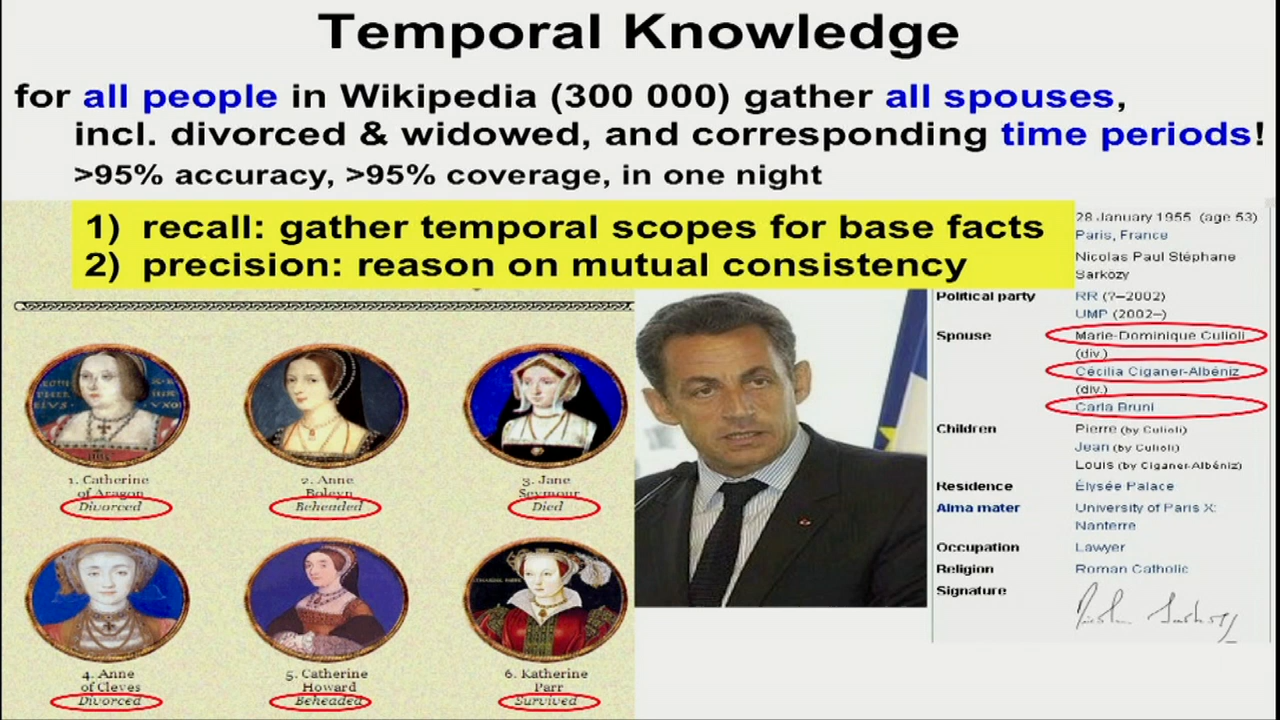 Temporal Knowledge
for all people in Wikipedia (300 000) gather all spouses,
incl. divorced & widowed, and corresponding time periods!
>95% accuracy, >95% coverage, in one night
1) recall: gather temporal scopes for base facts
2) precision: reason on mutual consistency
1. Catherine
of Aragon
Divorced
2. Anne
Boleyn
Beheaded
3. Jane
Seymour
Died
4. Anne
of Cleves
Divorced
5. Catherine
Howard
Beheaded
6. Katherine
Parr
Survived
28 January 1955 (age 53)
Paris, France
Nicolas Paul Stéphane
Sarközy
Political party RR (?–2002)
UMP (2002–)
Spouse Marie-Dominique Culioli
(div.)
Cécilia Ciganer-Albéniz
(div.)
Carla Bruni
Children Pierre (by Culioli)
Jean (by Culioli)
Louis (by Ciganer-Albéniz)
Residence Élysée Palace
Alma mater University of Paris X:
Nanterre
Occupation Lawyer
Religion Roman Catholic
Signature